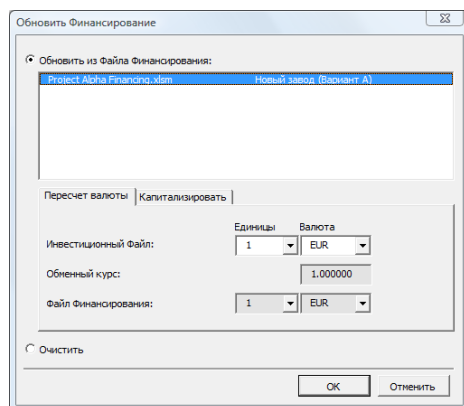 Обновить Финансирование
Обновить из Файла Финансирования:
Project Alpha Financing.xlsm Новый завод (Вариант A)
Пересчет валюты Капитализировать
Единицы Валюта
Инвестиционный Файл: 1 EUR
Обменный курс: 1.000000
Файл Финансирования: 1 EUR
Очистить
OK Отменить